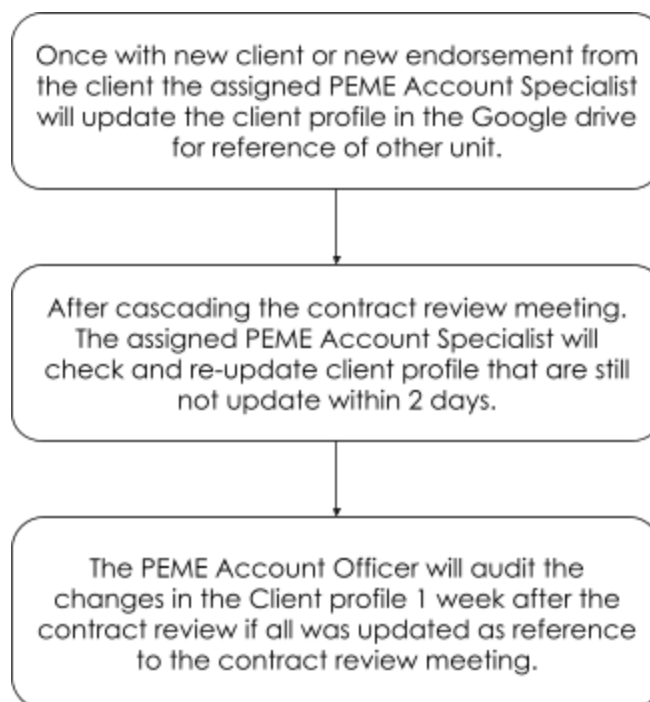 Once with new client or new endorsement from
the client the assigned PEME Account Specialist
will update the client profile in the Google drive
for reference of other unit.
After cascading the contract review meeting.
The assigned PEME Account Specialist will
check and re-update client profile that are still
not update within 2 days.
The PEME Account Officer will audit the
changes in the Client profile 1 week after the
contract review if all was updated as reference
to the contract review meeting.